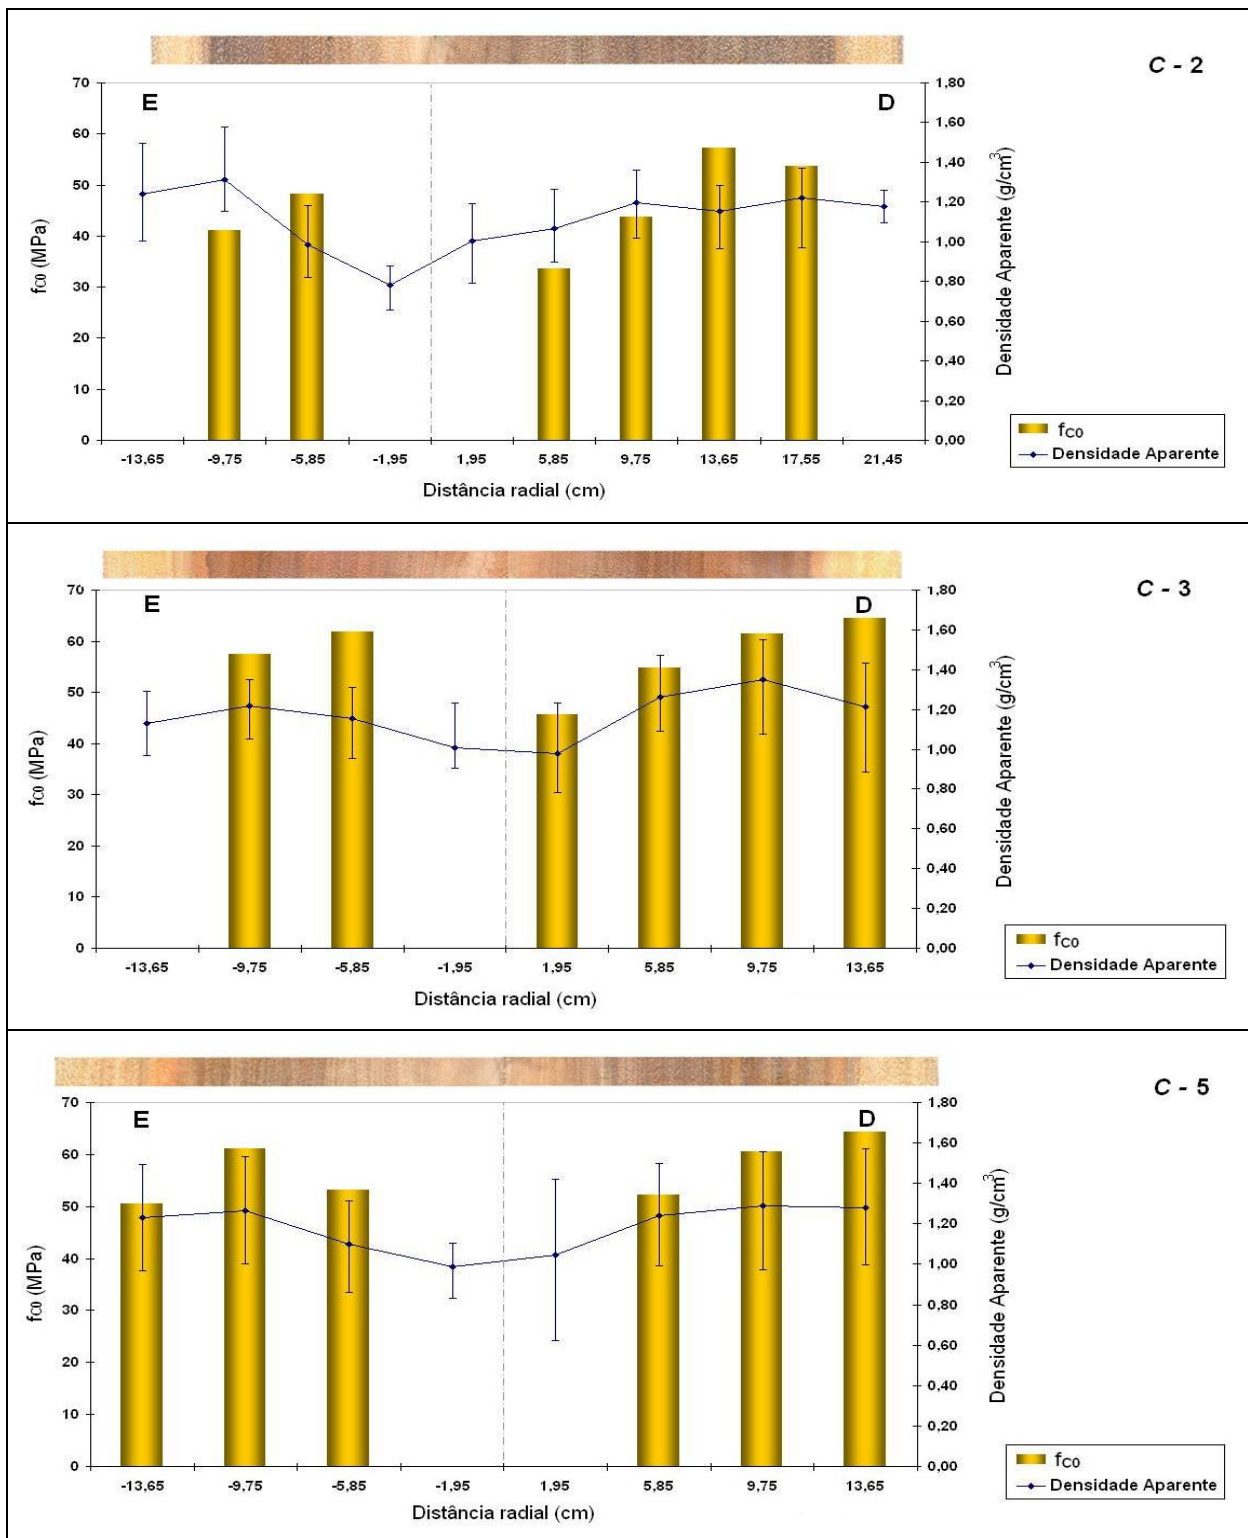 C - 2
E
D
70
60
50
40
30
20
10
0
fC0 (MPa)
1,80
1,60
1,40
1,20
1,00
0,80
0,60
0,40
0,20
0,00
Densidade Aparente (g/cm³)
-13,65 -9,75 -5,85 -1,95 1,95 5,85 9,75 13,65 17,55 21,45
Distância radial (cm)
fC0
Densidade Aparente
C - 3
E
D
70
60
50
40
30
20
10
0
fC0 (MPa)
1,80
1,60
1,40
1,20
1,00
0,80
0,60
0,40
0,20
0,00
Densidade Aparente (g/cm³)
-13,65 -9,75 -5,85 -1,95 1,95 5,85 9,75 13,65
Distância radial (cm)
fC0
Densidade Aparente
C - 5
E
D
70
60
50
40
30
20
10
0
fC0 (MPa)
1,80
1,60
1,40
1,20
1,00
0,80
0,60
0,40
0,20
0,00
Densidade Aparente (g/cm³)
-13,65 -9,75 -5,85 -1,95 1,95 5,85 9,75 13,65
Distância radial (cm)
fC0
Densidade Aparente